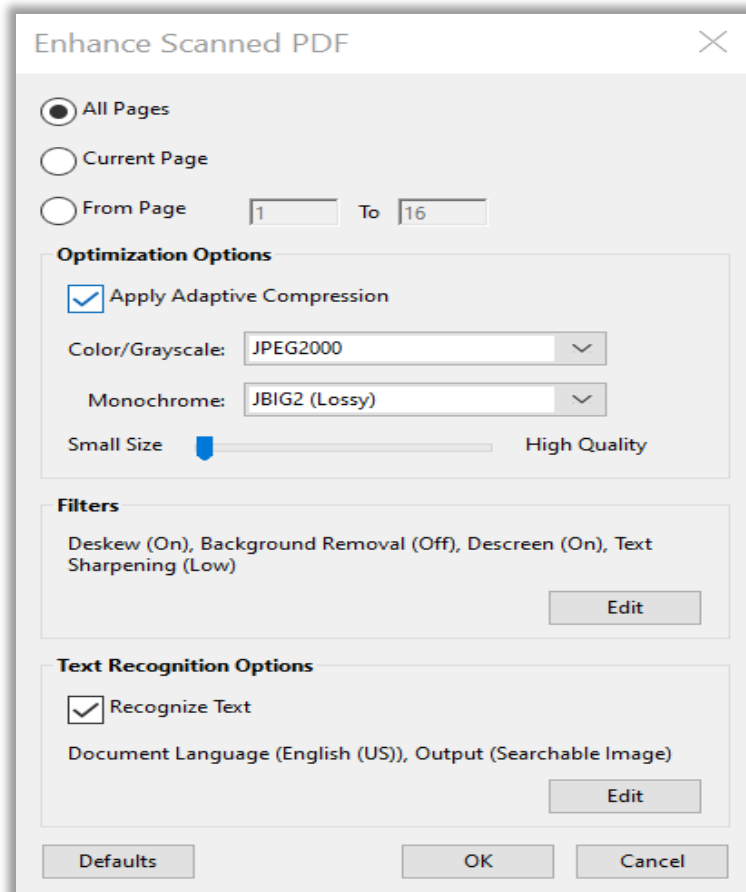 Enhance Scanned PDF
All Pages
Current Page
From Page 1 To 16
Optimization Options
Apply Adaptive Compression
Color/Grayscale: JPEG2000
Monochrome: JBIG2 (Lossy)
Small Size High Quality
Filters
Deskew (On), Background Removal (Off), Descreen (On), Text
Sharpening (Low)
Edit
Text Recognition Options
Recognize Text
Document Language (English (US)), Output (Searchable Image)
Edit
Defaults OK Cancel